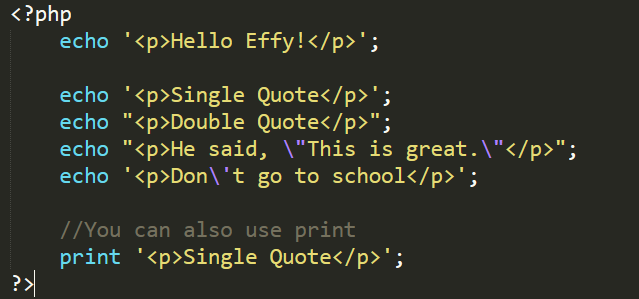 <?php
echo '<p>Hello Effy!</p>';
echo '<p>Single Quote</p>';
echo "<p>Double Quote</p>";
echo "<p>He said, \"This is great.\"</p>";
echo '<p>Don\'t go to school</p>';
//You can also use print
print '<p>Single Quote</p>';
?>